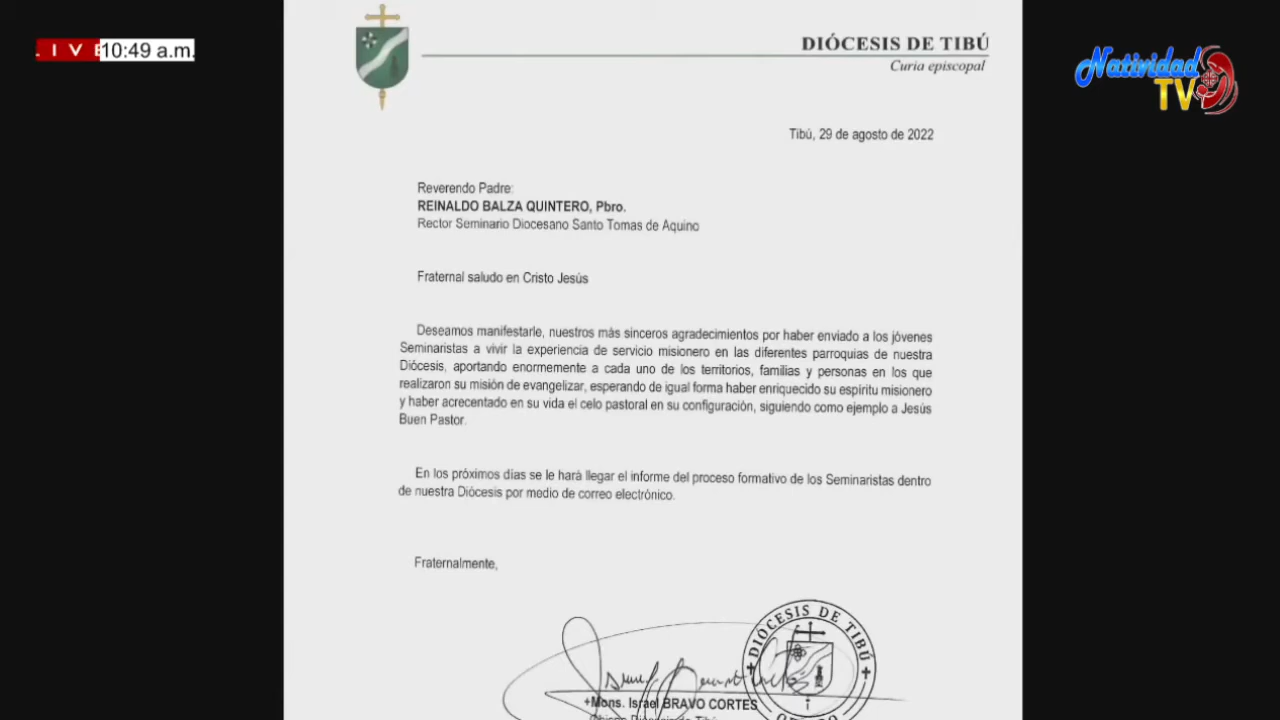 LIVE 10:49 a.m.
Natividad
TV
DIÓCESIS DE TIBÚ
Curia episcopal
Tibú, 29 de agosto de 2022
Reverendo Padre:
REINALDO BALZA QUINTERO, Pbro.
Rector Seminario Diocesano Santo Tomas de Aquino
Fraternal saludo en Cristo Jesús
Deseamos manifestarle, nuestros más sinceros agradecimientos por haber enviado a los jóvenes
Seminaristas a vivir la experiencia de servicio misionero en las diferentes parroquias de nuestra
Diócesis, aportando enormemente a cada uno de los territorios, familias y personas en los que
realizaron su misión de evangelizar, esperando de igual forma haber enriquecido su espíritu misionero
y haber acrecentado en su vida el celo pastoral en su configuración, siguiendo como ejemplo a Jesús
Buen Pastor.
En los próximos días se le hará llegar el informe del proceso formativo de los Seminaristas dentro
de nuestra Diócesis por medio de correo electrónico.
Fraternalmente,
DIÓCESIS DE TIBÚ
+Mons. Israel BRAVO CORTES
Obispo Diócesis de Tibú